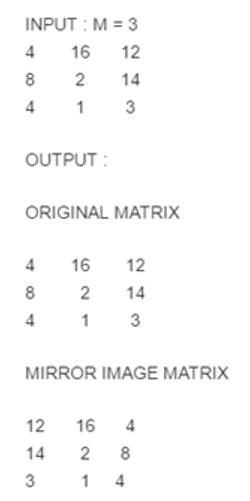 INPUT : M = 3
4 16 12
8 2 14
4 1 3
OUTPUT :
ORIGINAL MATRIX
4 16 12
8 2 14
4 1 3
MIRROR IMAGE MATRIX
12 16 4
14 2 8
3 1 4